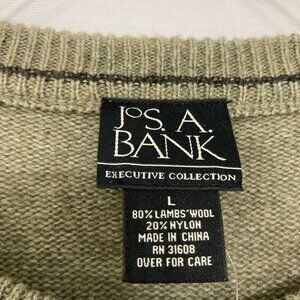 JOS. A.
BANK
EXECUTIVE COLLECTION
L
80% LAMBS' WOOL
20% NYLON
MADE IN CHINA
RN 31608
OVER FOR CARE